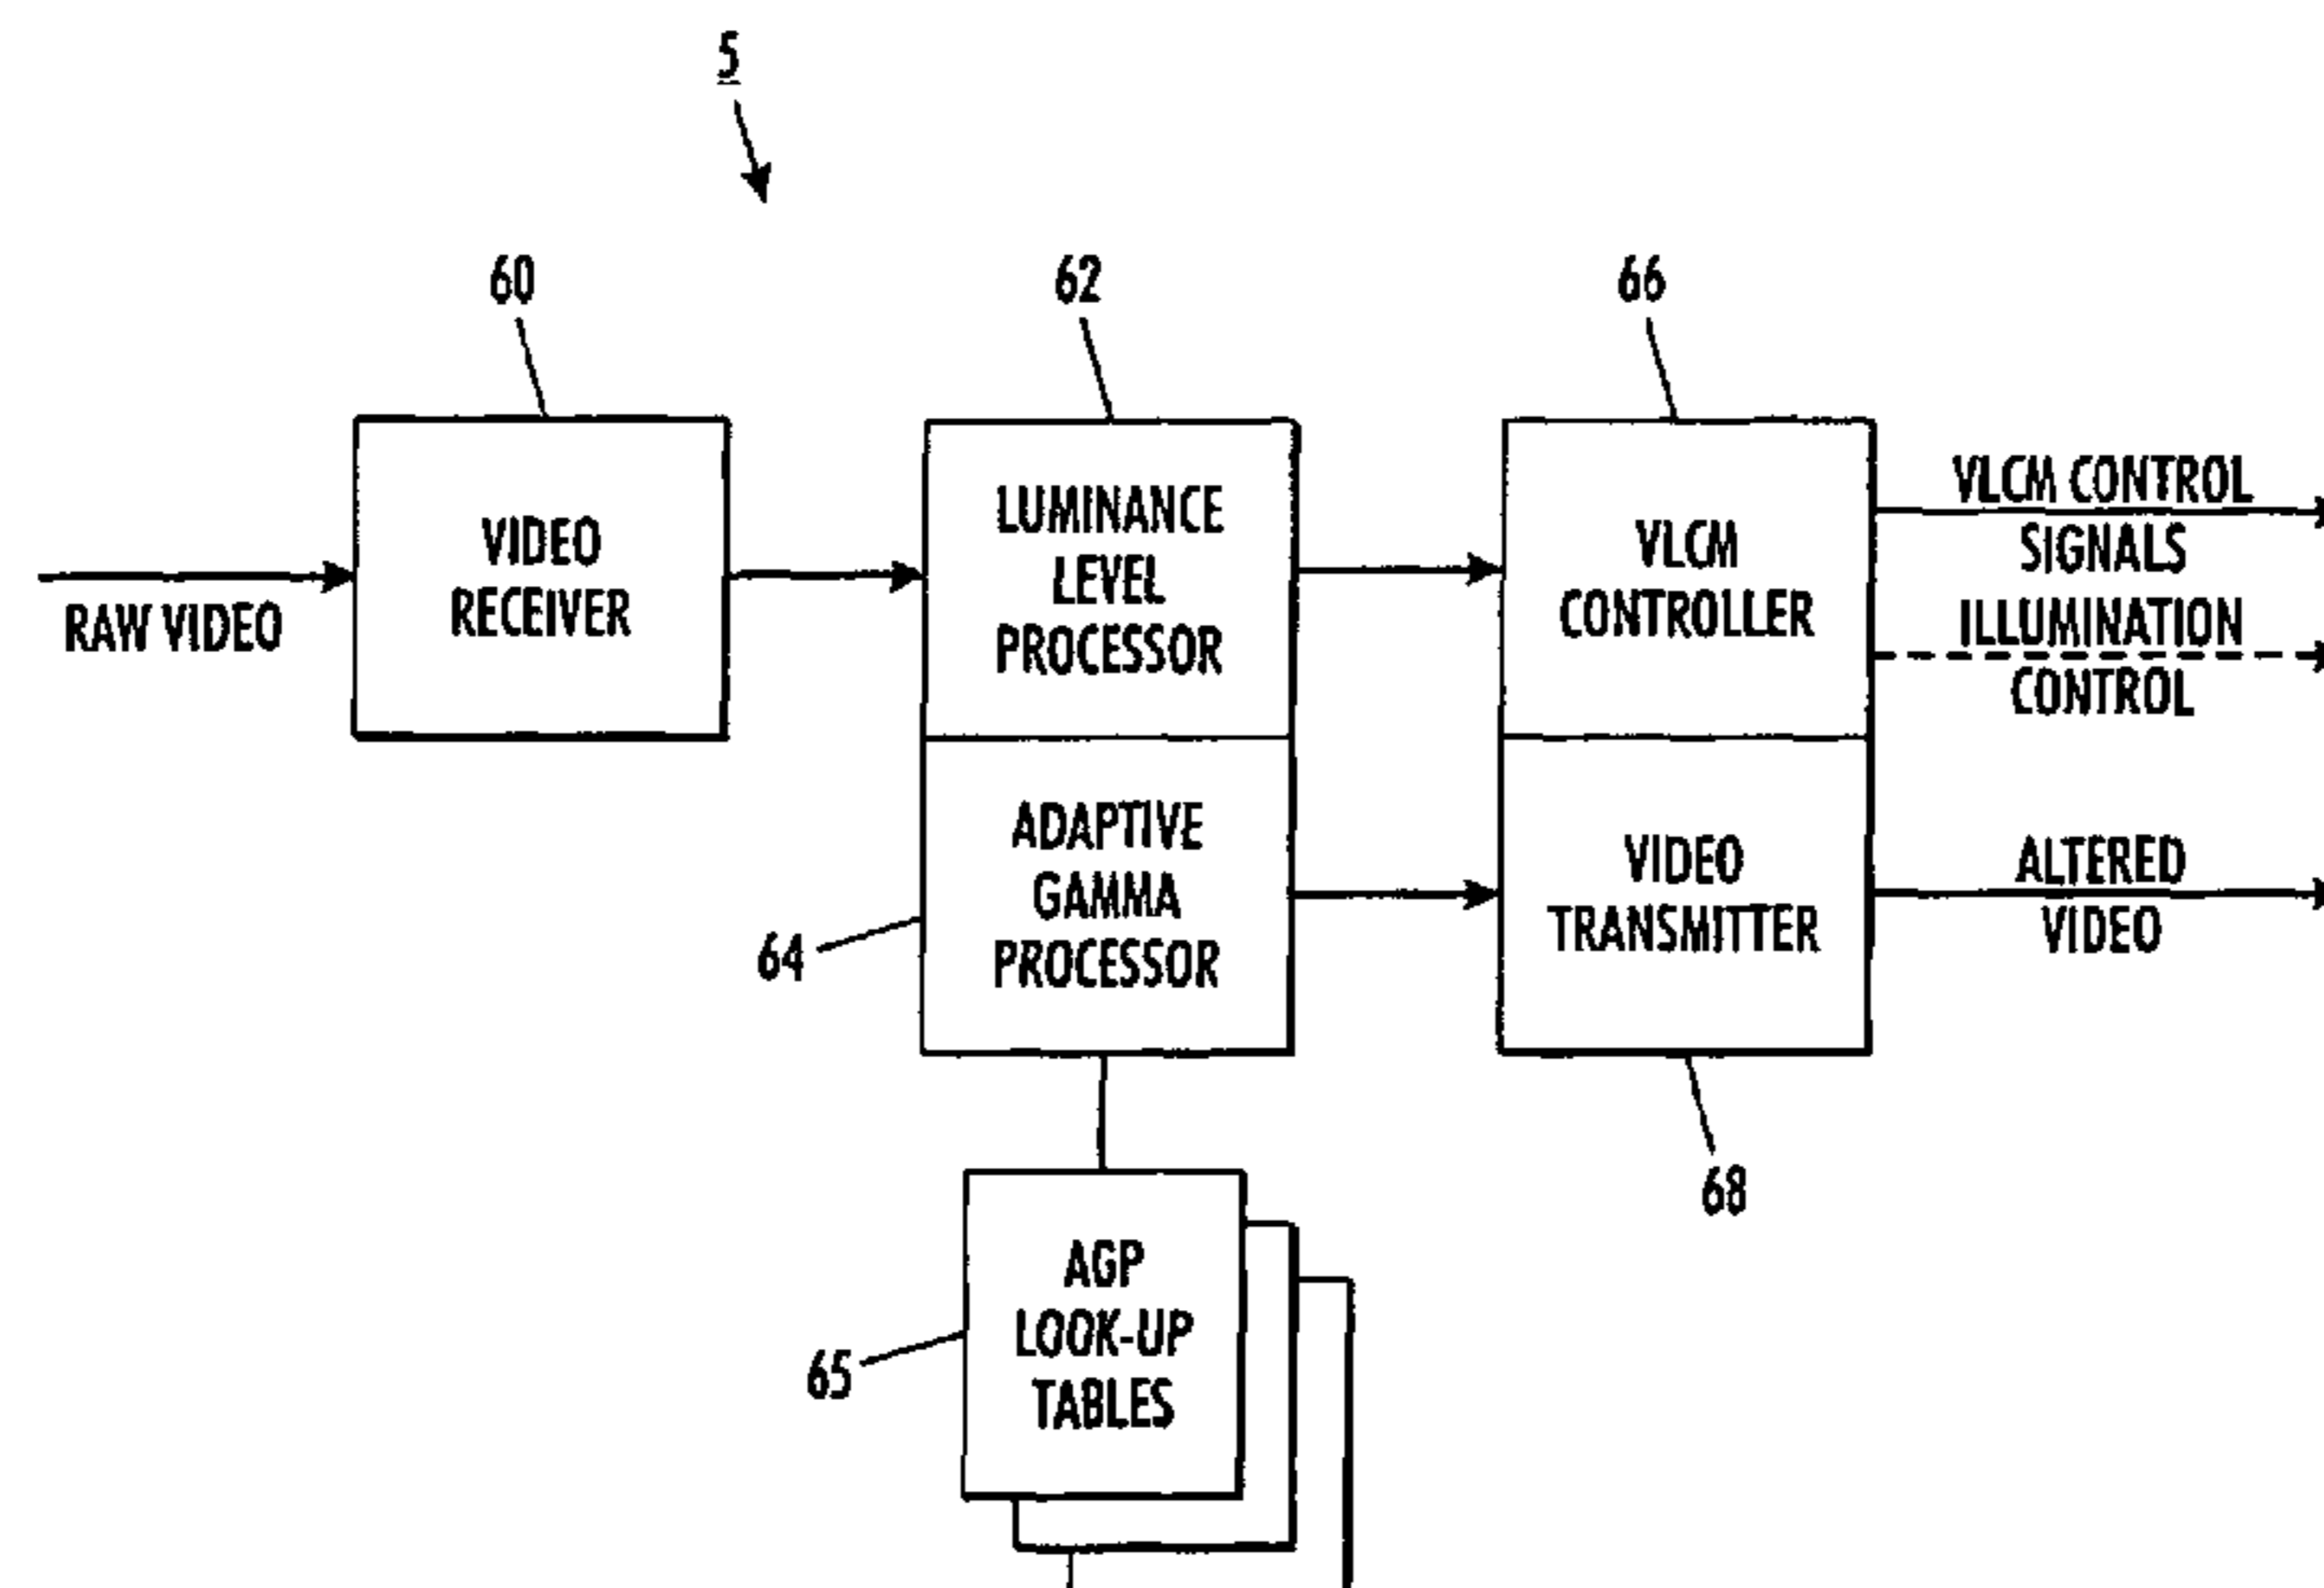 5
60
62
66
RAW VIDEO
VIDEO
RECEIVER
LUMINANCE
LEVEL
PROCESSOR
VLCM
CONTROLLER
VLCM CONTROL
SIGNALS
ILLUMINATION
CONTROL
ADAPTIVE
GAMMA
PROCESSOR
64
VIDEO
TRANSMITTER
ALTERED
VIDEO
68
AGP
LOOK-UP
TABLES
65